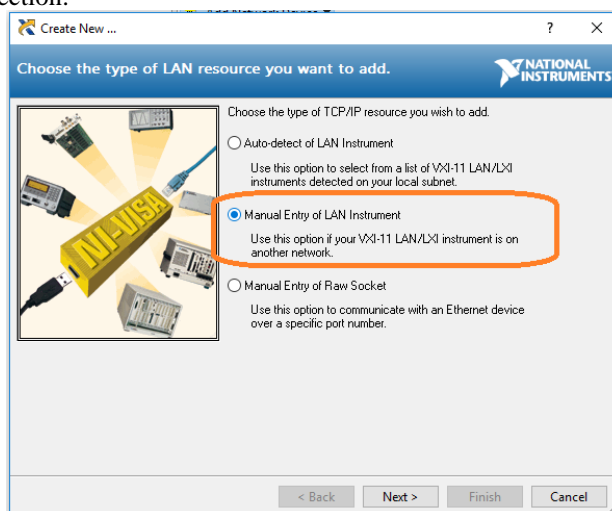 ection.
Create New ...
? X
Choose the type of LAN resource you want to add.
NATIONAL
INSTRUMENTS
Choose the type of TCP/IP resource you wish to add.
Auto-detect of LAN Instrument
Use this option to select from a list of VXI-11 LAN/LXI
instruments detected on your local subnet.
Manual Entry of LAN Instrument
Use this option if your VXI-11 LAN/LXI instrument is on
another network.
Manual Entry of Raw Socket
Use this option to communicate with an Ethernet device
over a specific port number.
NI-VISA
< Back
Next >
Finish
Cancel